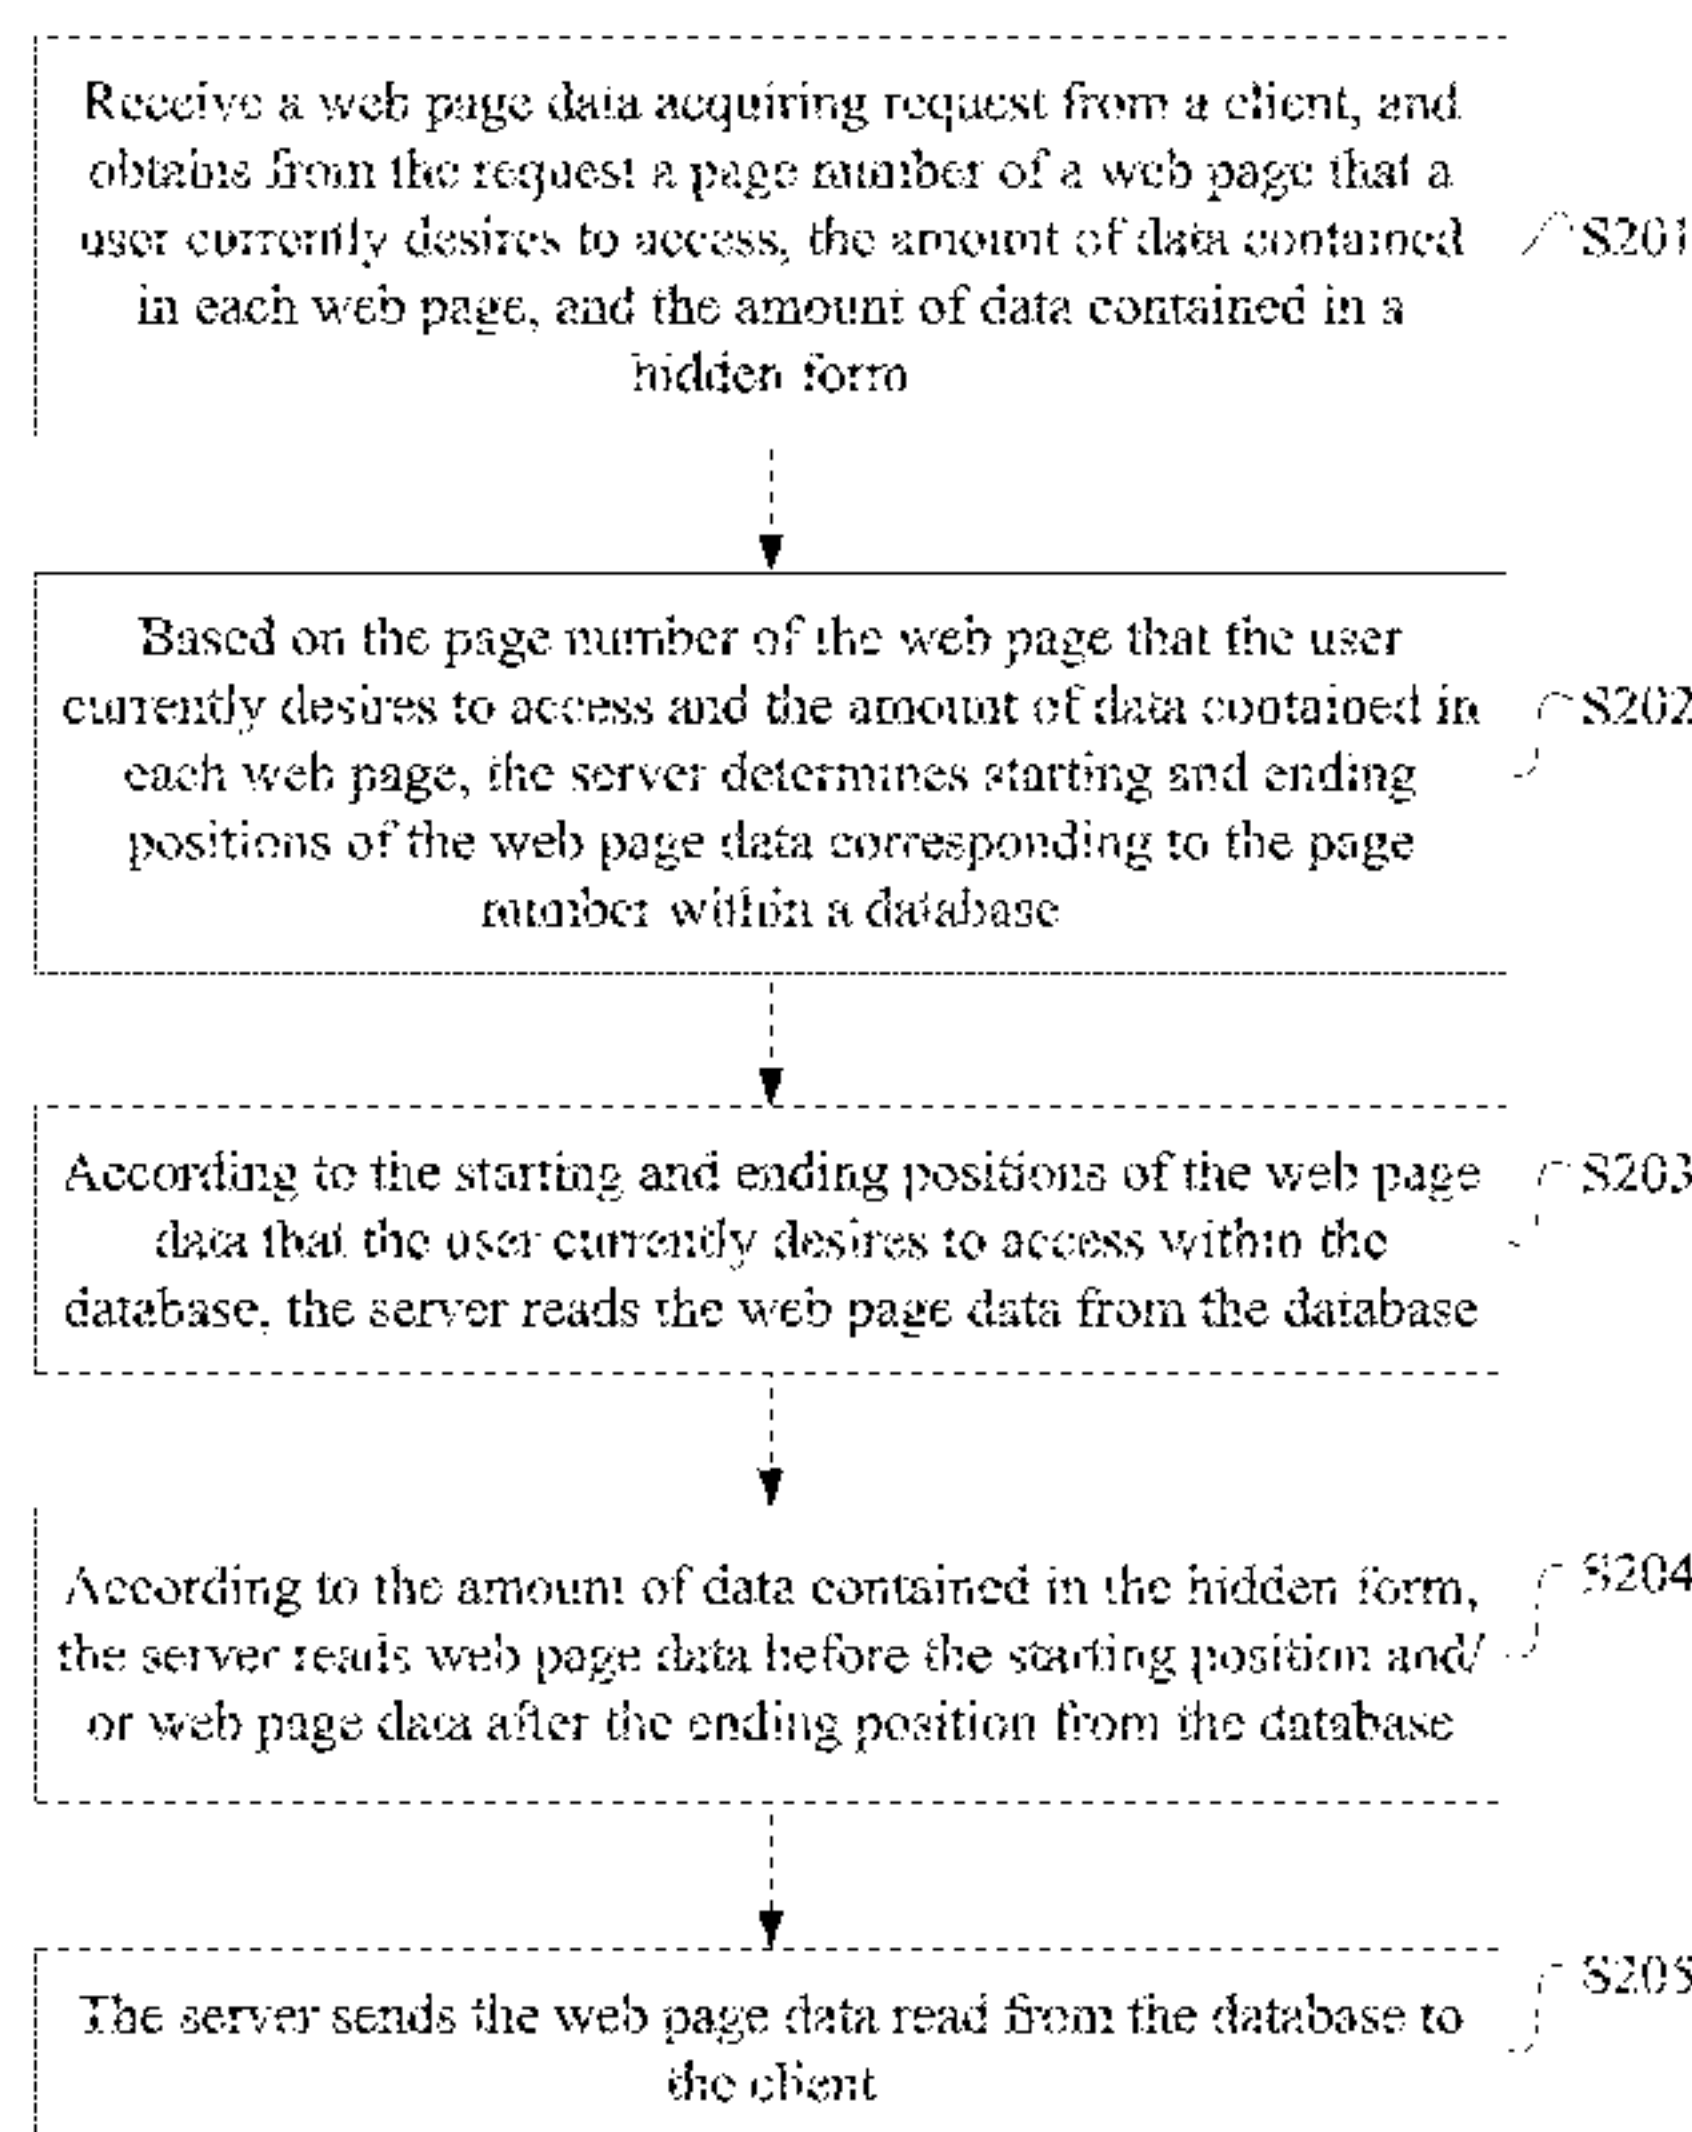 Receive a web page data acquiring request from a client, and
obtains from the request a page number of a web page that a
user currently desires to access, the amount of data contained
in each web page, and the amount of data contained in a
hidden form
S201
Based on the page number of the web page that the user
currently desires to access and the amount of data contained in
each web page, the server determines starting and ending
positions of the web page data corresponding to the page
number within a database
S202
According to the starting and ending positions of the web page
data that the user currently desires to access within the
database, the server reads the web page data from the database
S203
According to the amount of data contained in the hidden form,
the server reads web page data before the starting position and/
or web page data after the ending position from the database
S204
The server sends the web page data read from the database to
the client
S205